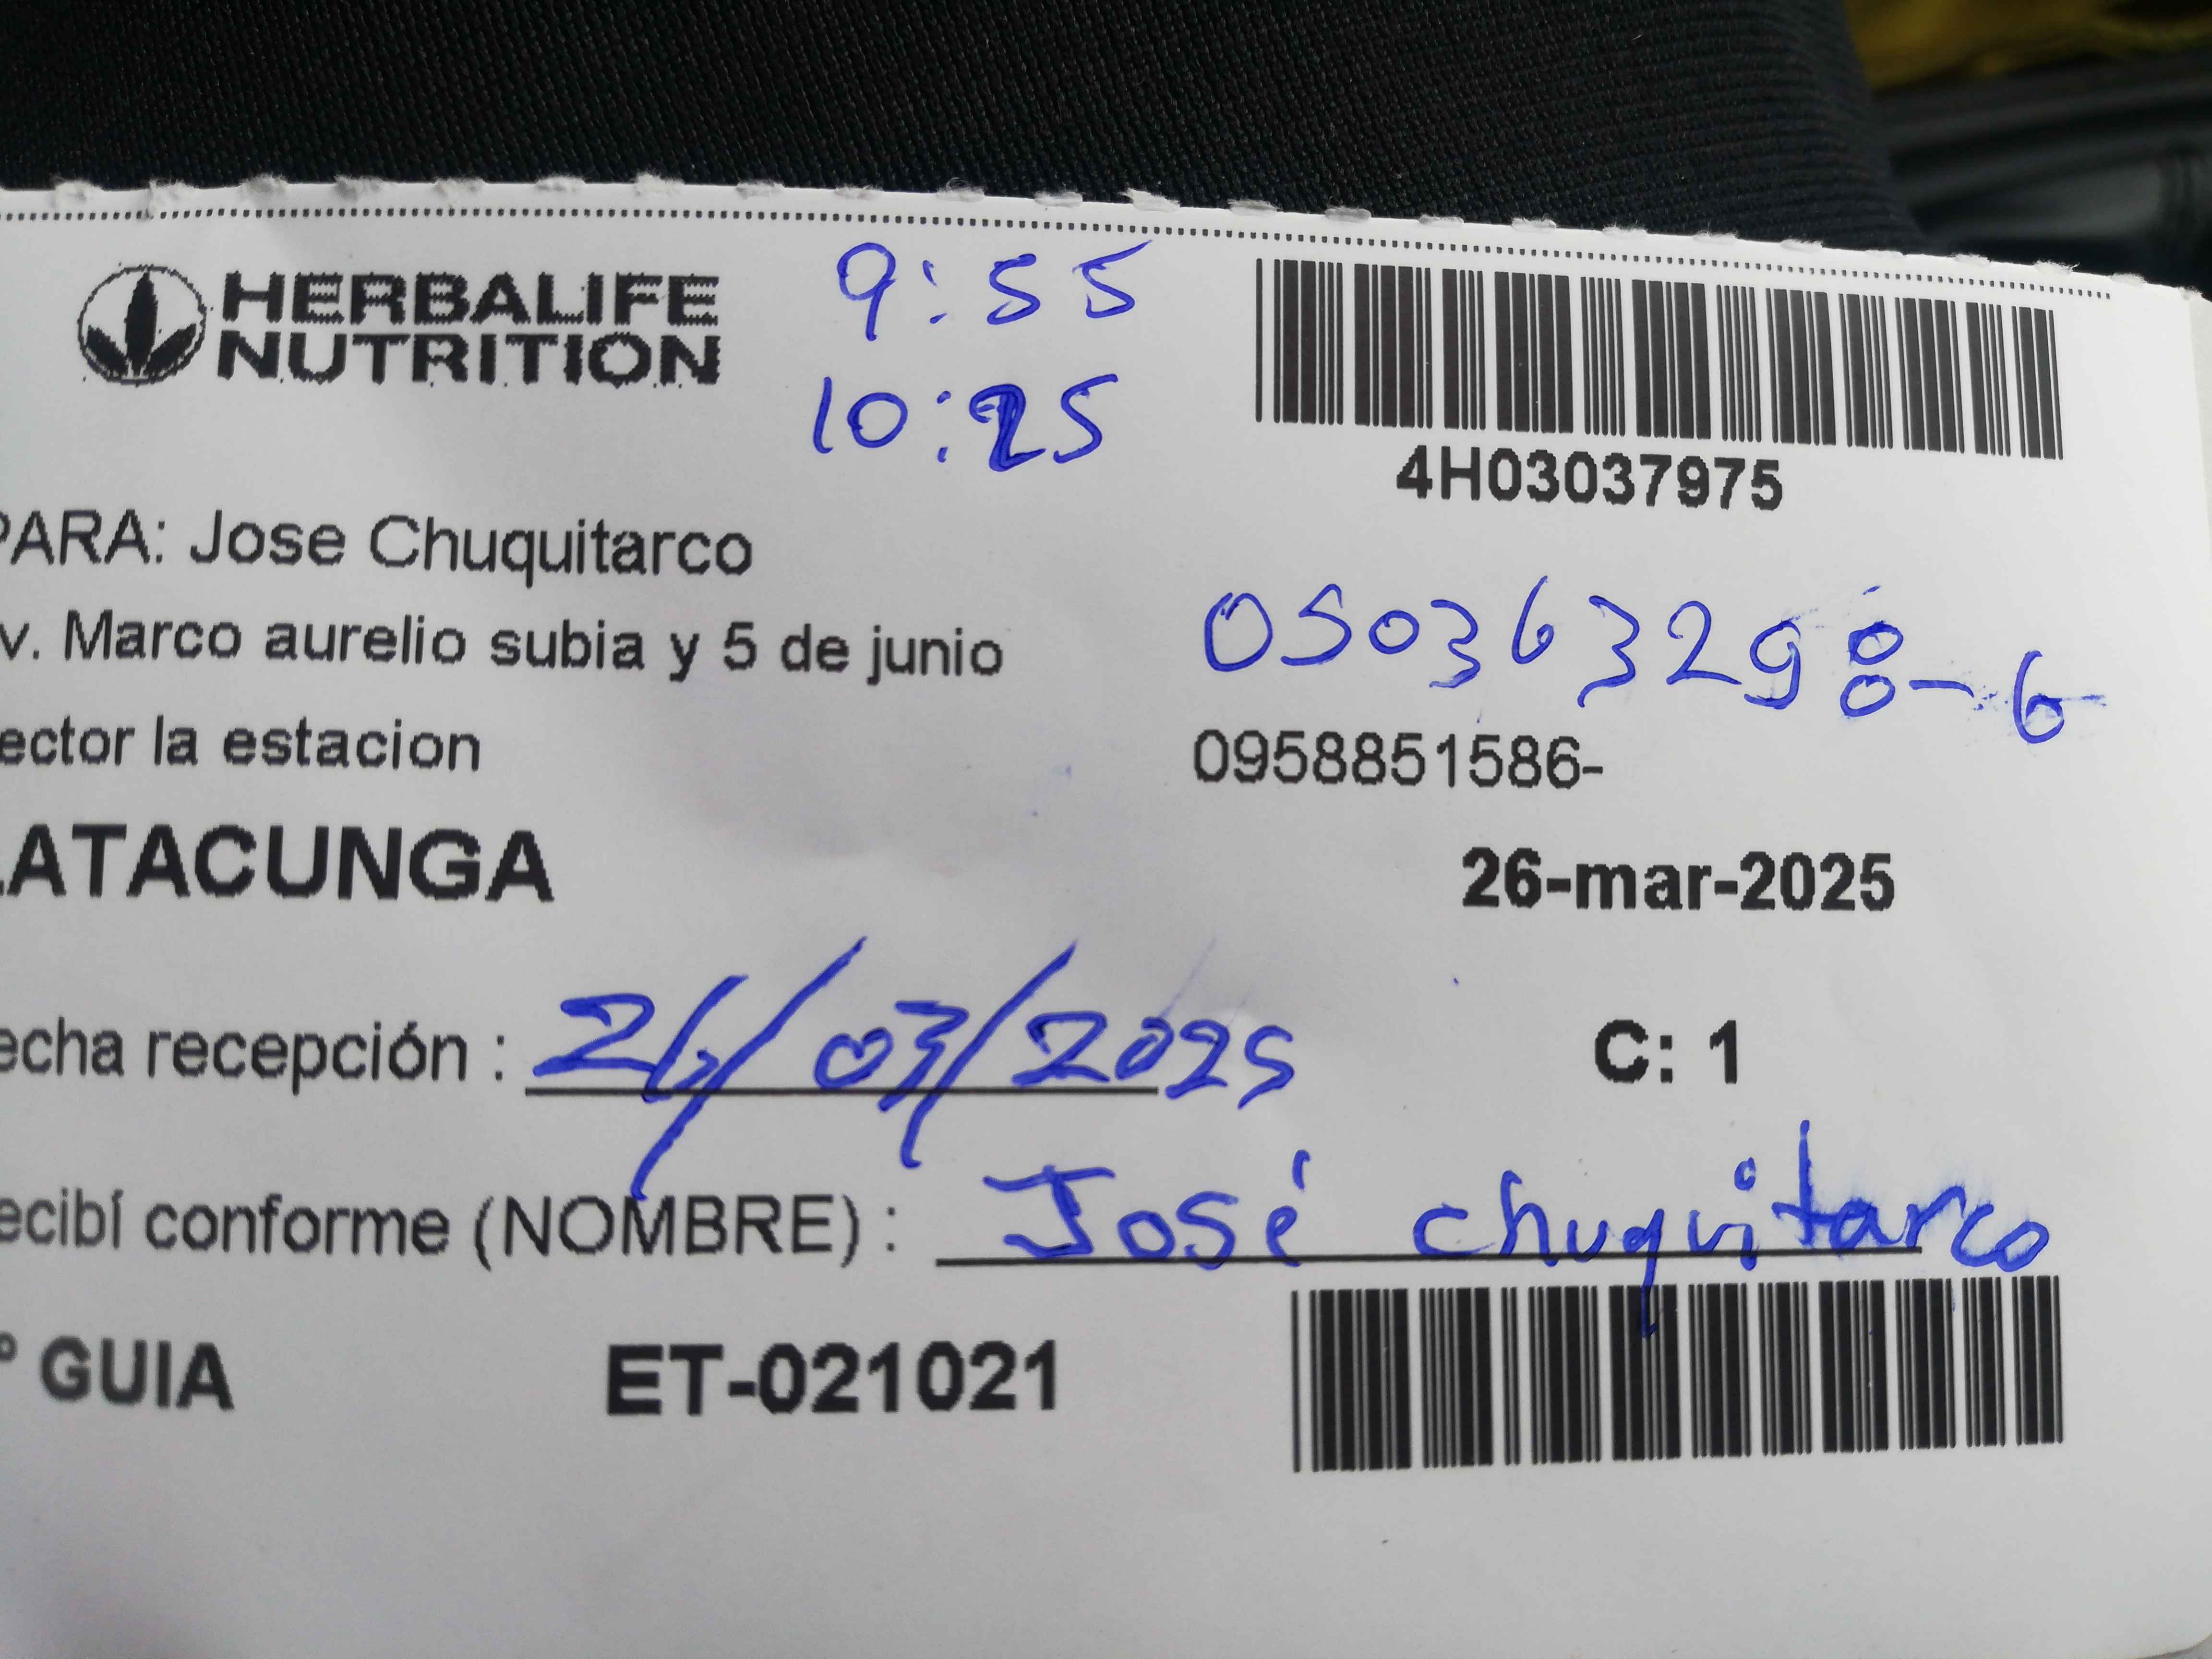 HERBALIFE
NUTRITION
9:55
10:25
4H03037975
PARA: Jose Chuquitarco
v. Marco aurelio subia y 5 de junio
050363298-6
ector la estacion
0958851586-
LATACUNGA
26-mar-2025
echa recepción : 26/03/2025
C: 1
ecibí conforme (NOMBRE) : José chuquitarco
° GUIA ET-021021